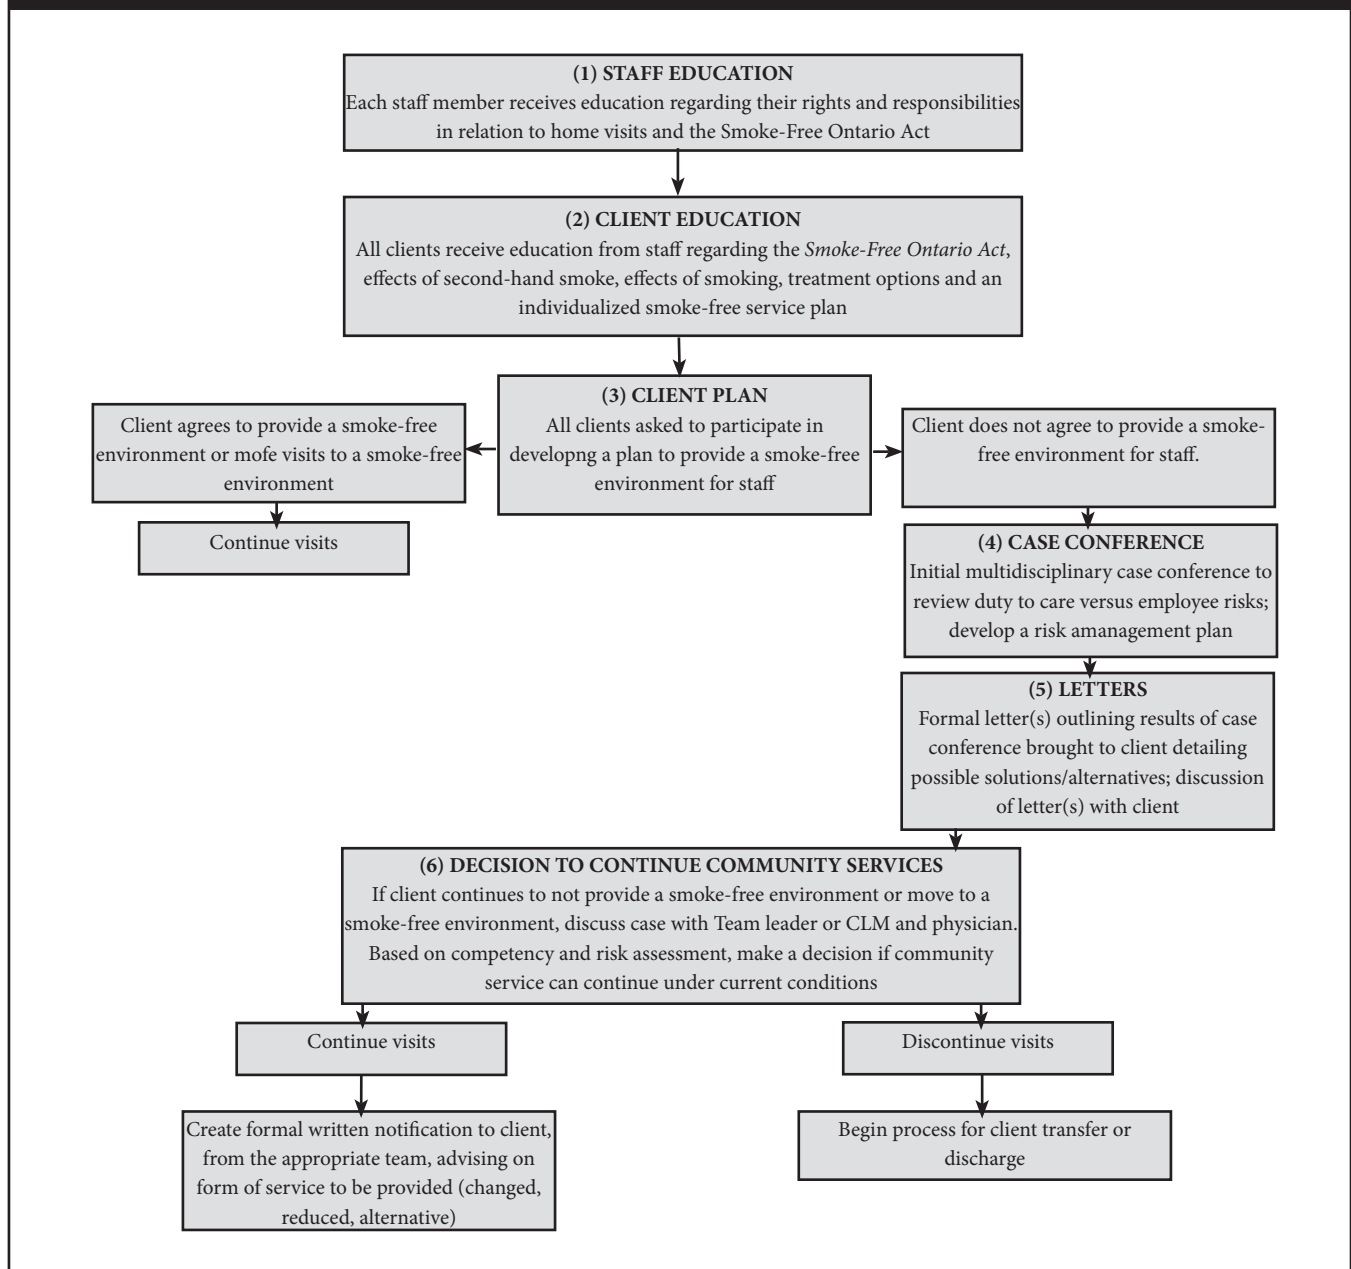 (1) STAFF EDUCATION
Each staff member receives education regarding their rights and responsibilities
in relation to home visits and the Smoke-Free Ontario Act
(2) CLIENT EDUCATION
All clients receive education from staff regarding the Smoke-Free Ontario Act,
effects of second-hand smoke, effects of smoking, treatment options and an
individualized smoke-free service plan
(3) CLIENT PLAN
All clients asked to participate in
developng a plan to provide a smoke-free
environment for staff
Client agrees to provide a smoke-free
environment or mofe visits to a smoke-free
environment
Continue visits
Client does not agree to provide a smoke-
free environment for staff.
(4) CASE CONFERENCE
Initial multidisciplinary case conference to
review duty to care versus employee risks;
develop a risk amanagement plan
(5) LETTERS
Formal letter(s) outlining results of case
conference brought to client detailing
possible solutions/alternatives; discussion
of letter(s) with client
(6) DECISION TO CONTINUE COMMUNITY SERVICES
If client continues to not provide a smoke-free environment or move to a
smoke-free environment, discuss case with Team leader or CLM and physician.
Based on competency and risk assessment, make a decision if community
service can continue under current conditions
Continue visits
Create formal written notification to client,
from the appropriate team, advising on
form of service to be provided (changed,
reduced, alternative)
Discontinue visits
Begin process for client transfer or
discharge